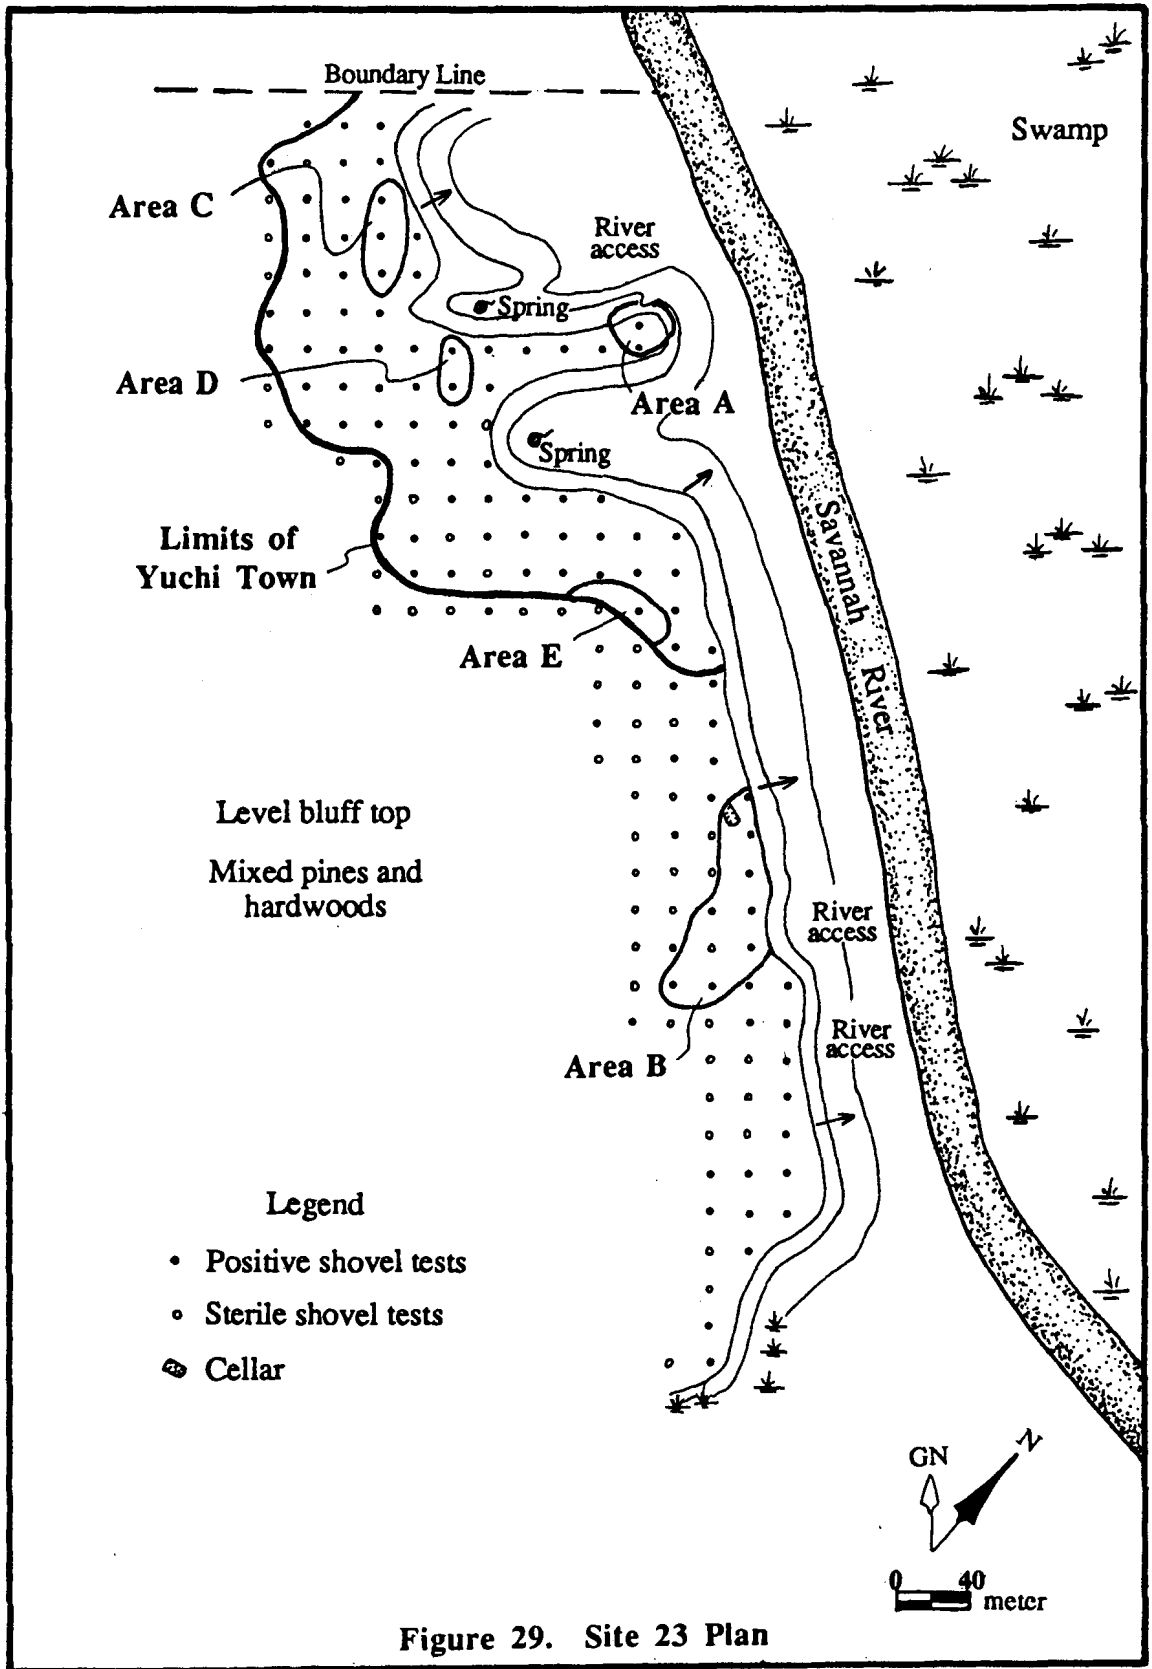 Boundary Line
Swamp
Area C
River
access
Spring
Area D
Area A
Spring
Savannah River
Limits of
Yuchi Town
Area E
Level bluff top
Mixed pines and
hardwoods
River
access
River
access
Area B
Legend
Positive shovel tests
Sterile shovel tests
Cellar
GN
N
0 40
meter
Figure 29. Site 23 Plan